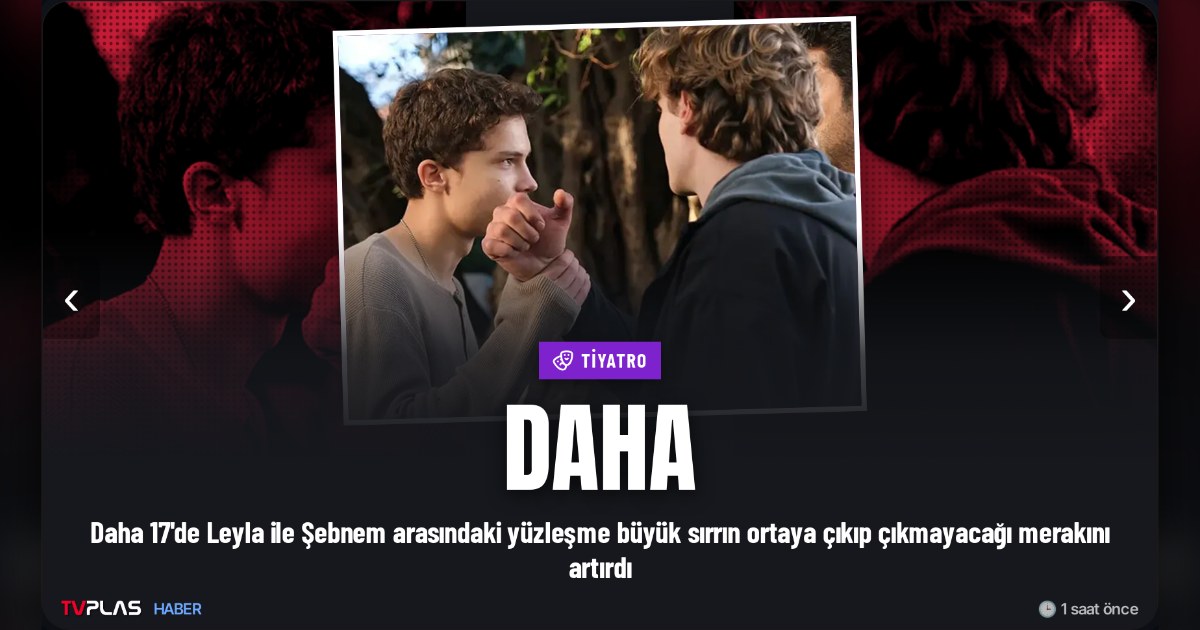 TİYATRO
DAHA
Daha 17'de Leyla ile Şebnem arasındaki yüzleşme büyük sırrın ortaya çıkıp çıkmayacağı merakını
artırdı
TVPLAS HABER
1 saat önce